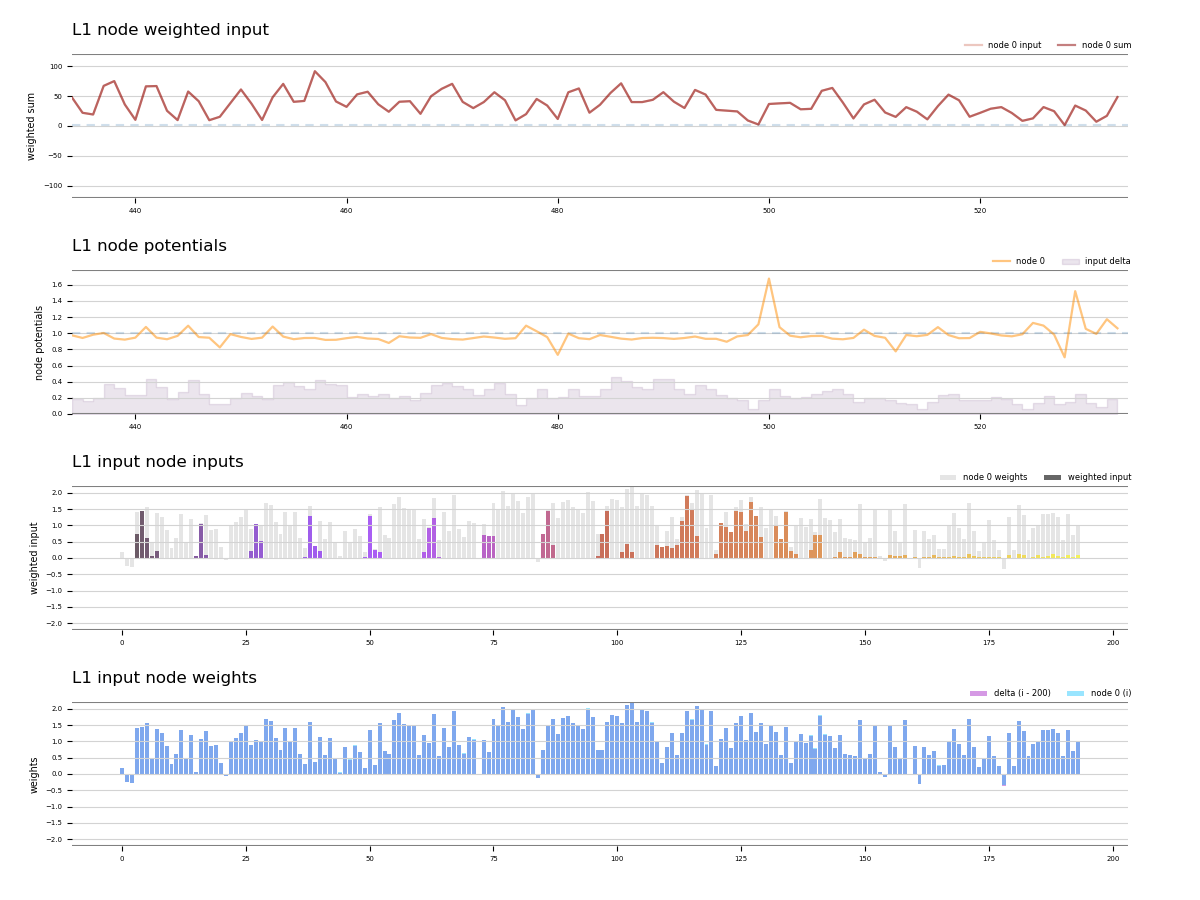 L1 node weighted input
node 0 input node 0 sum
weighted sum
100
50
0
−50
−100
440 460 480 500 520
L1 node potentials
node 0 input delta
node potentials
1.6
1.4
1.2
1.0
0.8
0.6
0.4
0.2
0.0
440 460 480 500 520
L1 input node inputs
node 0 weights weighted input
weighted input
2.0
1.5
1.0
0.5
0.0
−0.5
−1.0
−1.5
−2.0
0 25 50 75 100 125 150 175 200
L1 input node weights
delta (i - 200) node 0 (i)
weights
2.0
1.5
1.0
0.5
0.0
−0.5
−1.0
−1.5
−2.0
0 25 50 75 100 125 150 175 200